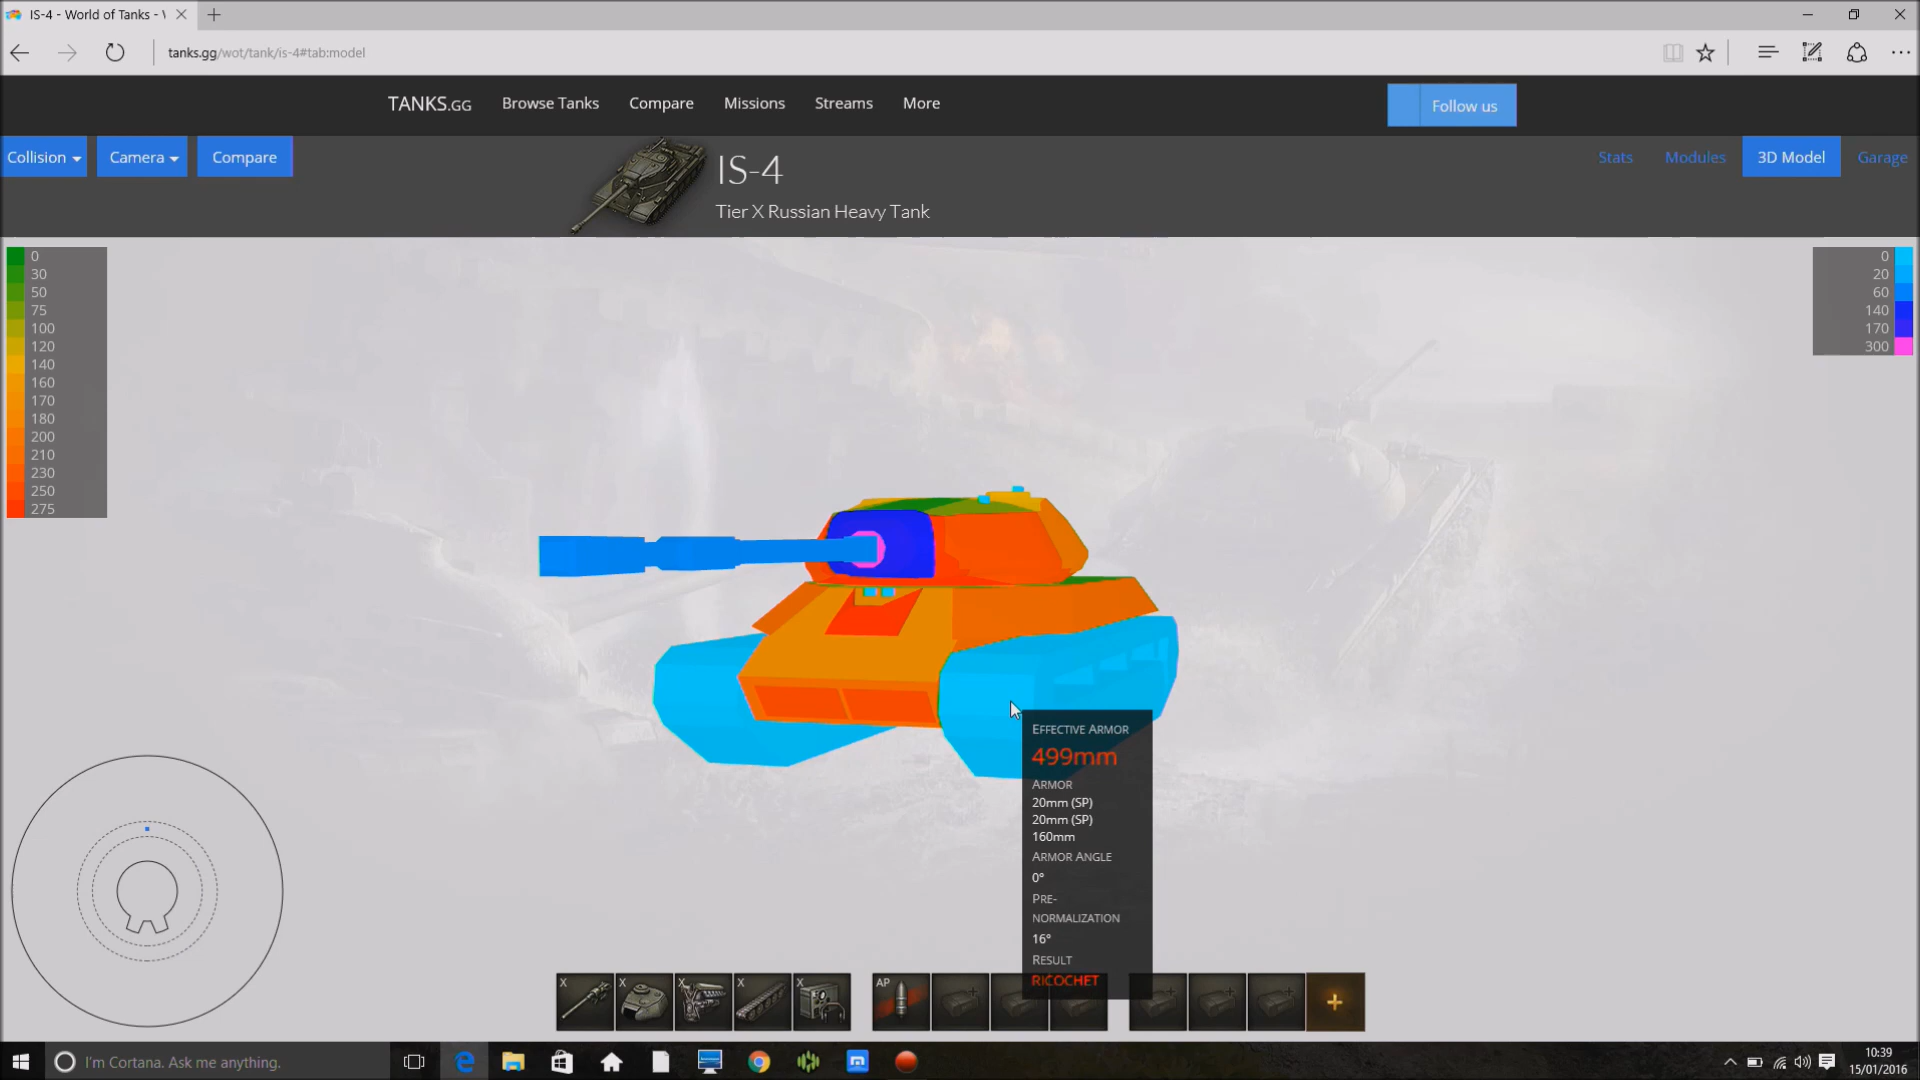 IS-4 - World of Tanks - \
tanks.gg/wot/tank/is-4#tab:model
TANKS.GG
Browse Tanks
Compare
Missions
Streams
More
Follow us
Collision
Camera
Compare
IS-4
Tier X Russian Heavy Tank
Stats
Modules
3D Model
Garage
0
30
50
75
100
120
140
160
170
180
200
210
230
250
275
0
20
60
140
170
300
EFFECTIVE ARMOR
499mm
ARMOR
20mm (SP)
20mm (SP)
160mm
ARMOR ANGLE
0°
PRE-
NORMALIZATION
16°
RESULT
RICOCHET
X
X
X
X
X
AP
I'm Cortana. Ask me anything.
10:39
15/01/2016